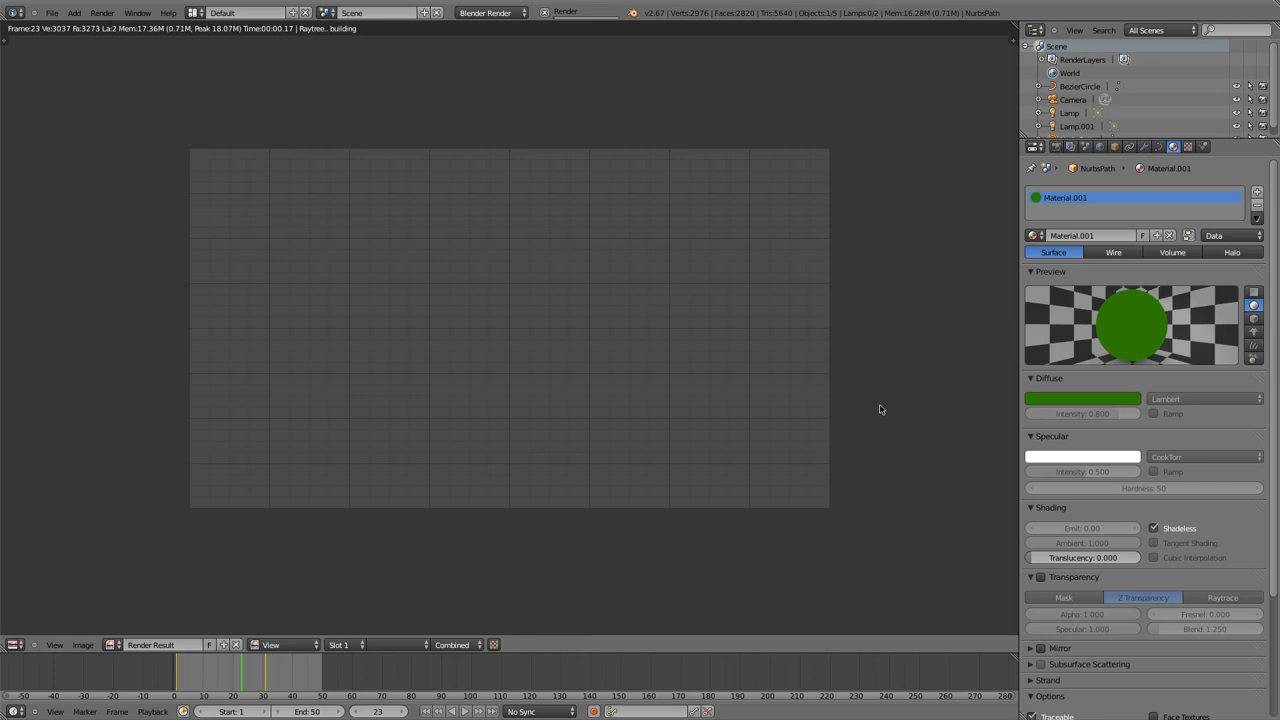 File Add Render Window Help Default Scene Blender Render Render v2.67 | Verts:2976 | Faces:2820 | Tris:5640 | Objects:1/5 | Lamps:0/2 | Mem:16.28M (0.71M) | NurbsPath
Frame:23 Ve:3037 Fa:3273 La:2 Mem:17.36M (0.71M, Peak 18.07M) Time:00:00.17 | Raytree.. building
View Search All Scenes
Scene
RenderLayers |
World
BezierCircle |
Camera |
Lamp |
Lamp.001 |
NurbsPath Material.001
Material.001
Material.001 F Data
Surface Wire Volume Halo
Preview
Diffuse
Lambert
Intensity: 0.800 Ramp
Specular
CookTorr
Intensity: 0.500 Ramp
Hardness: 50
Shading
Emit: 0.00 Shadeless
Ambient: 1.000 Tangent Shading
Translucency: 0.000 Cubic Interpolation
Transparency
Mask Z Transparency Raytrace
Alpha: 1.000 Fresnel: 0.000
Specular: 1.000 Blend: 1.250
Mirror
Subsurface Scattering
Strand
Options
Traceable Face Textures
View Image Render Result F View Slot 1 Combined
-50 -40 -30 -20 -10 0 10 20 30 40 50 60 70 80 90 100 110 120 130 140 150 160 170 180 190 200 210 220 230 240 250 260 270 280
View Marker Frame Playback Start: 1 End: 50 23 No Sync